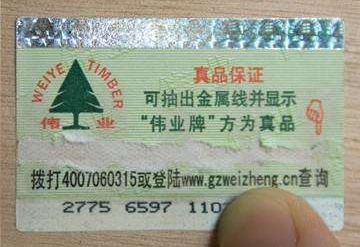 WEIYE TIMBER
伟 业
真品保证
可抽出金属线并显示
“伟业牌”方为真品
拨打4007060315或登陆www.gzweizheng.cn查询
2775 6597 110